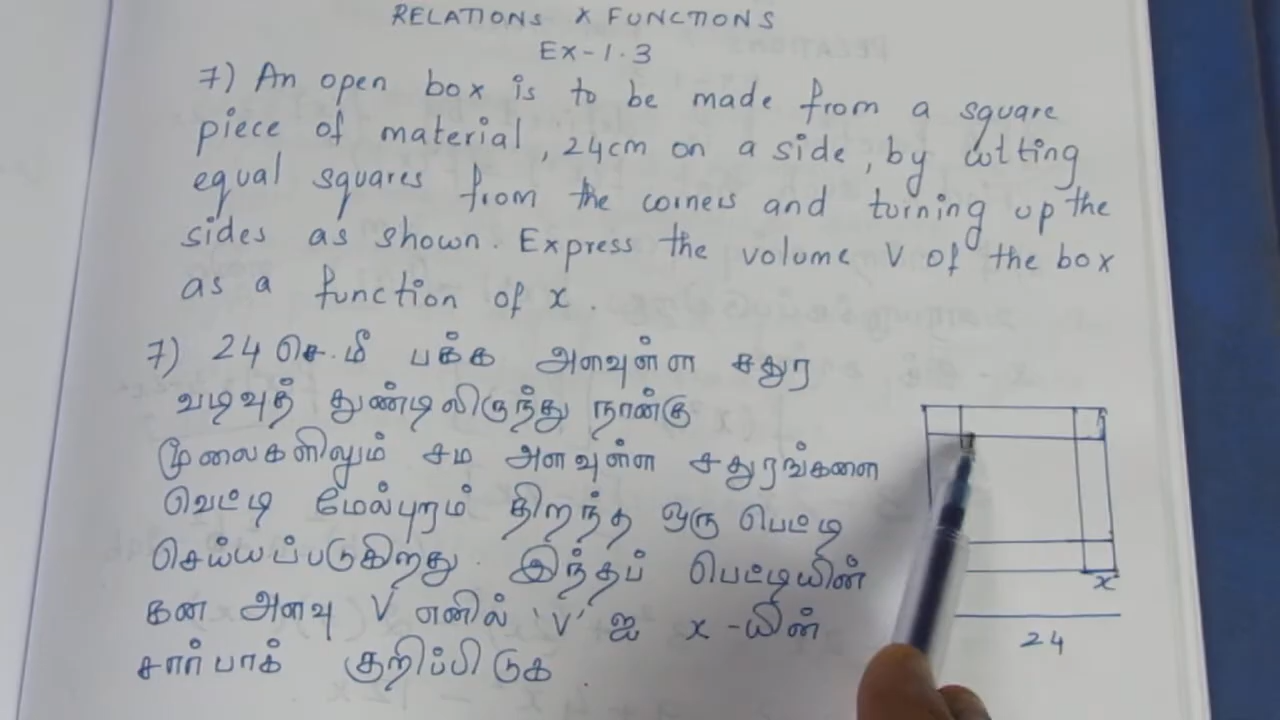 RELATIONS X FUNCTIONS
Ex-1.3
7) An open box is to be made from a square
piece of material, 24cm on a side, by cutting
equal squares from the corners and turning up the
sides as shown. Express the volume V of the box
as a function of x.
7) 24 செ.மீ பக்க அளவுள்ள சதுர
வடிவத் துண்டிலிருந்து நான்கு
மூலைகளிலும் சம அளவுள்ள சதுரங்களை
வெட்டி மேல்புறம் திறந்த ஒரு பெட்டி
செய்யப்படுகிறது. இந்தப் பெட்டியின்
கன அளவு V எனில் 'V' ஐ x -யின்
சார்பாக் குறிப்பிடுக.
x
24